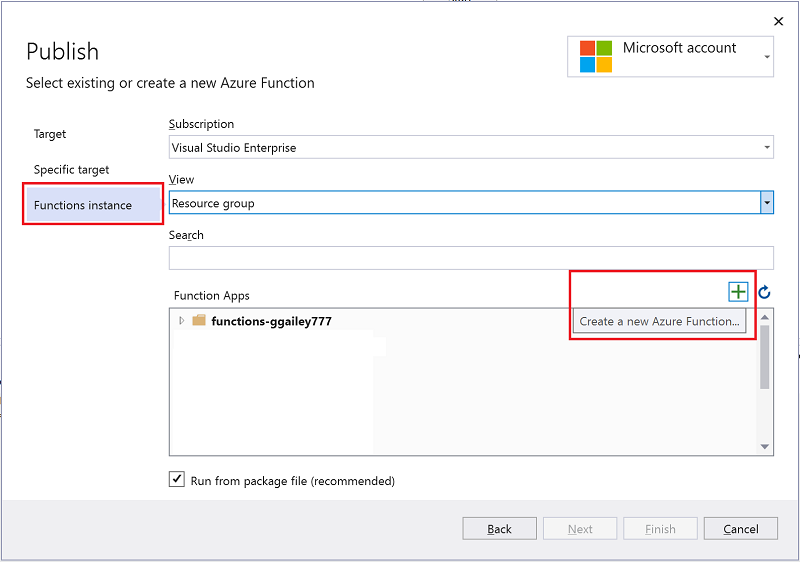 Publish
Microsoft account
Select existing or create a new Azure Function
Target
Specific target
Functions instance
Subscription
Visual Studio Enterprise
View
Resource group
Search
Function Apps
Create a new Azure Function...
functions-ggailey777
Run from package file (recommended)
Back
Next
Finish
Cancel